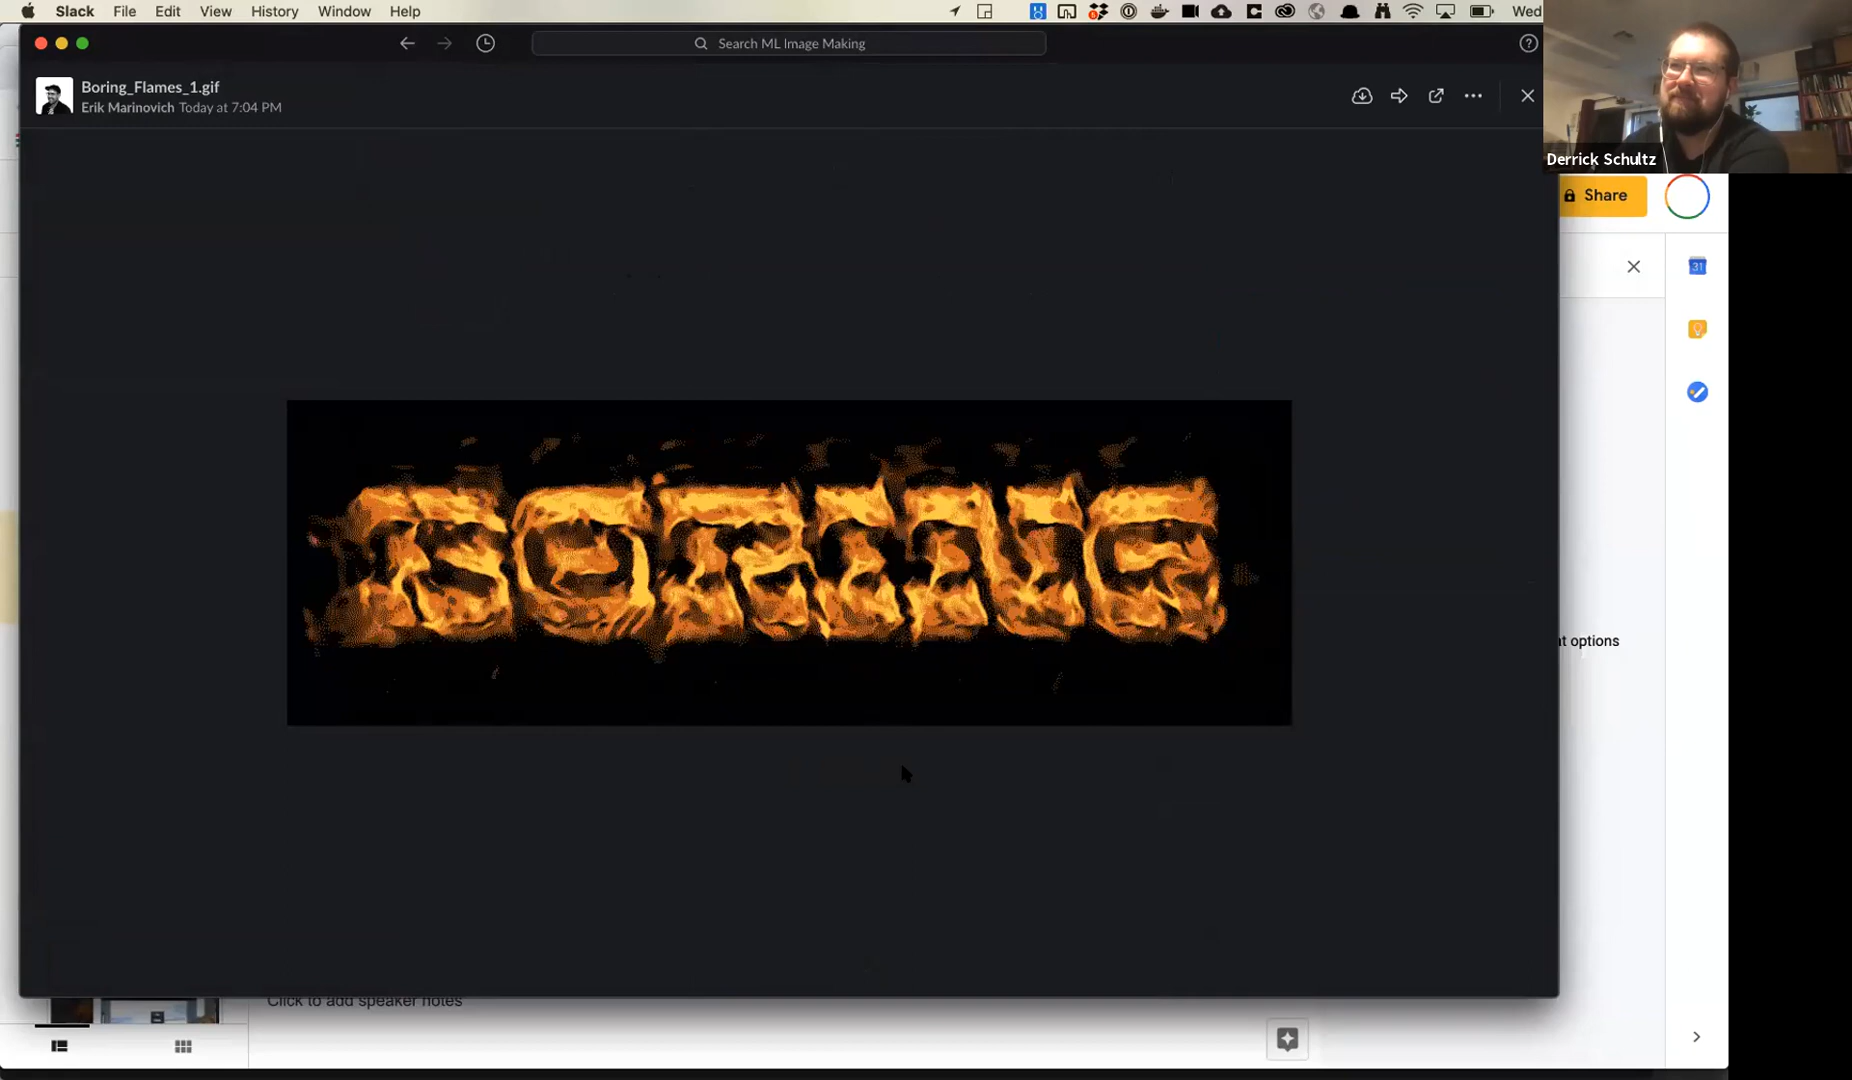 Slack File Edit View History Window Help Wed
Search ML Image Making
Boring_Flames_1.gif
Erik Marinovich Today at 7:04 PM
Derrick Schultz
Share
31
BORING
t options
Click to add speaker notes